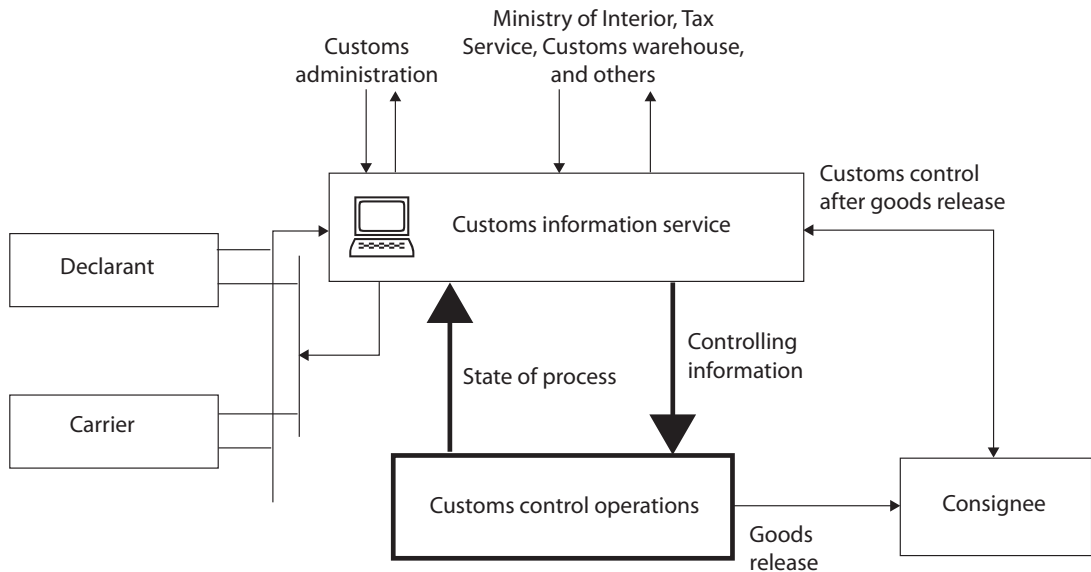 Ministry of Interior, Tax
Service, Customs warehouse,
and others
Customs
administration
Customs control
after goods release
Customs information service
Declarant
Controlling
information
State of process
Carrier
Customs control operations
Consignee
Goods
release